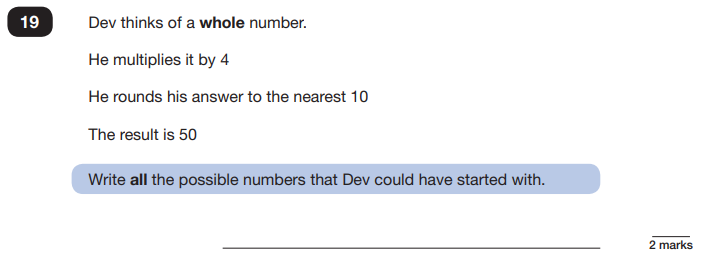 19
Dev thinks of a whole number.
He multiplies it by 4
He rounds his answer to the nearest 10
The result is 50
Write all the possible numbers that Dev could have started with.
2 marks